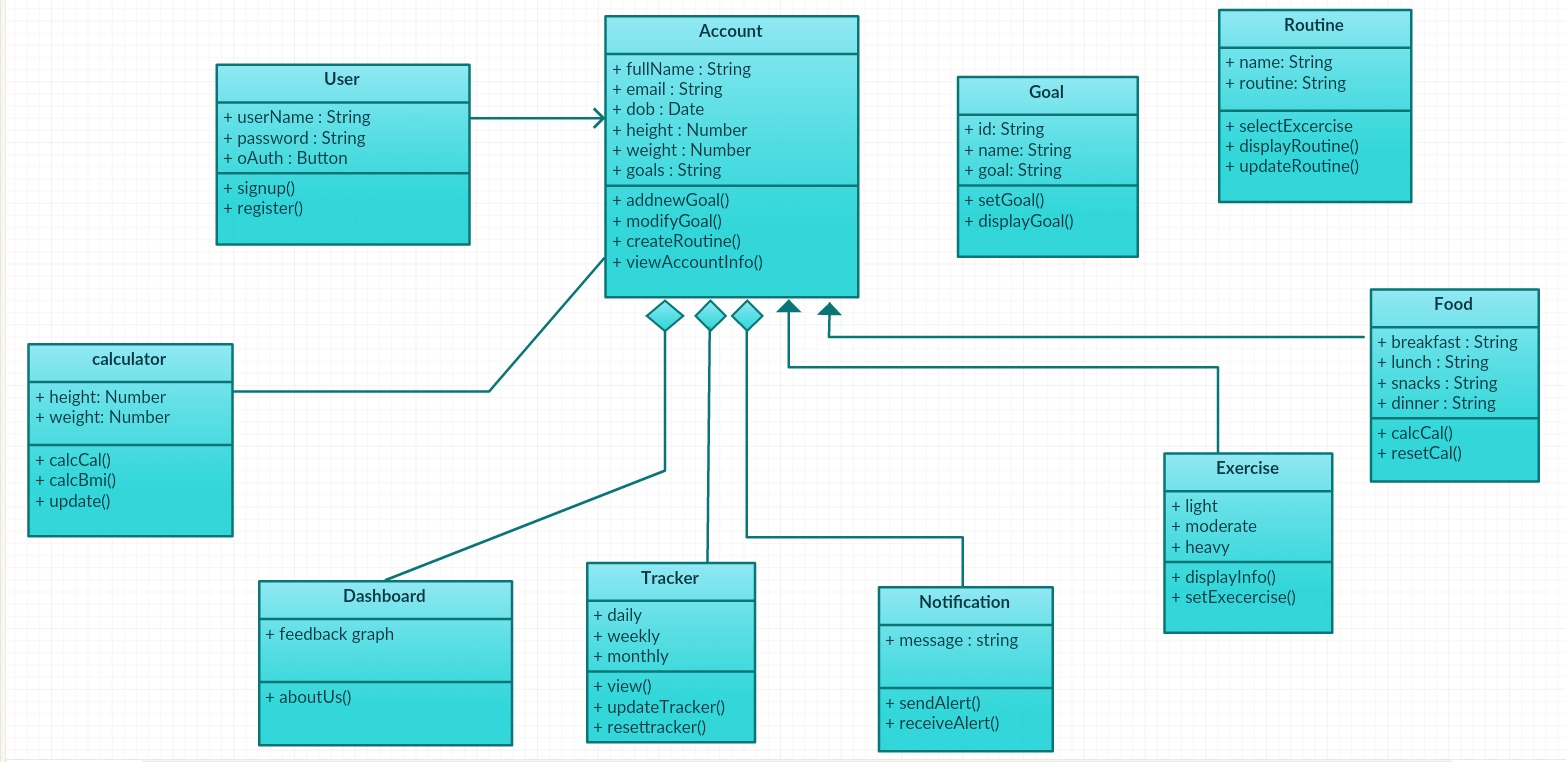 Account
+ fullName : String
+ email : String
+ dob : Date
+ height : Number
+ weight : Number
+ goals : String
+ addnewGoal()
+ modifyGoal()
+ createRoutine()
+ viewAccountInfo()
Routine
+ name: String
+ routine: String
+ selectExcercise
+ displayRoutine()
+ updateRoutine()
User
+ userName : String
+ password : String
+ oAuth : Button
+ signup()
+ register()
Goal
+ id: String
+ name: String
+ goal: String
+ setGoal()
+ displayGoal()
Food
+ breakfast : String
+ lunch : String
+ snacks : String
+ dinner : String
+ calcCal()
+ resetCal()
calculator
+ height: Number
+ weight: Number
+ calcCal()
+ calcBmi()
+ update()
Exercise
+ light
+ moderate
+ heavy
+ displayInfo()
+ setExecercise()
Dashboard
+ feedback graph
+ aboutUs()
Tracker
+ daily
+ weekly
+ monthly
+ view()
+ updateTracker()
+ resettracker()
Notification
+ message : string
+ sendAlert()
+ receiveAlert()